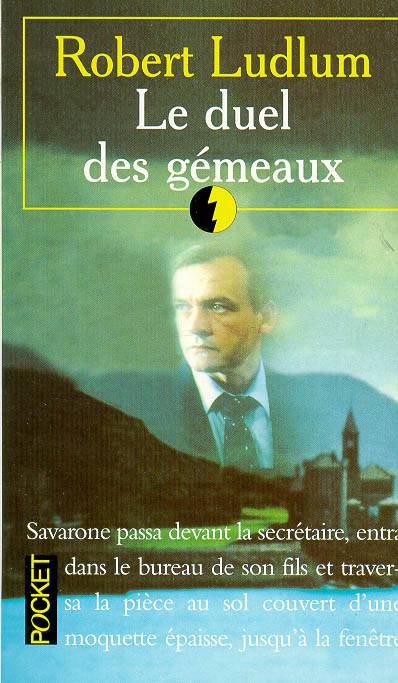 Robert Ludlum
Le duel
des gémeaux
Savarone passa devant la secrétaire, entra
dans le bureau de son fils et traver-
sa la pièce au sol couvert d'une
moquette épaisse, jusqu'à la fenêtre
POCKET